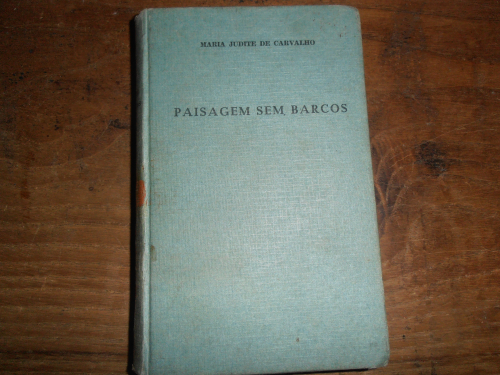 MARIA JUDITE DE CARVALHO
PAISAGEM SEM BARCOS